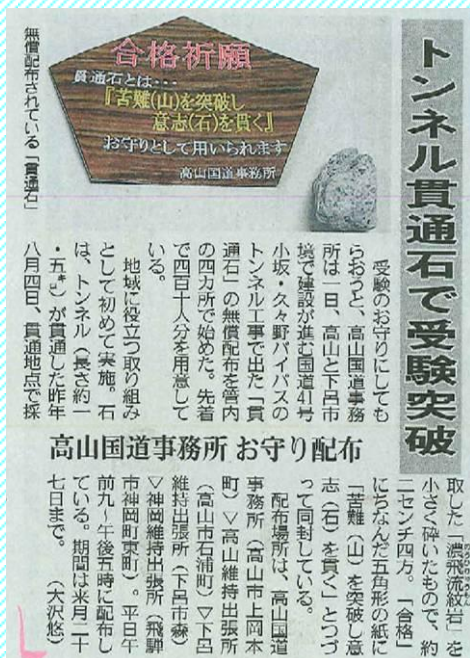 トンネル貫通石で受験突破
合格祈願
貫通石とは・・・
『苦難(山)を突破し
意志(石)を貫く』
お守りとして用いられます
高山国道事務所
無償配布されている「貫通石」
受験のお守りにしても
らおうと、高山国道事務
所は一日、高山と下呂市
境で建設が進む国道41号
小坂・久々野バイパスの
トンネル工事で出た「貫
通石」の無償配布を管内
の四カ所で始めた。先着
で四百十人分を用意して
いる。
地域に役立つ取り組み
として初めて実施。石
は、トンネル(長さ約一
・五㌔)が貫通した昨年
八月四日、貫通地点で採
高山国道事務所 お守り配布
取した「濃飛流紋岩」を
小さく砕いたもので、約
二センチ四方。「合格」
にちなんだ五角形の紙に
「苦難(山)を突破し意
志(石)を貫く」とつづ
って同封している。
配布場所は、高山国道
事務所(高山市上岡本
町)▽高山維持出張所
(高山市石浦町)▽下呂
維持出張所(下呂市森)
▽神岡維持出張所(飛騨
市神岡町東町)。平日午
前九~午後五時に配布し
ている。期間は来月二十
七日まで。 (大沢悠)